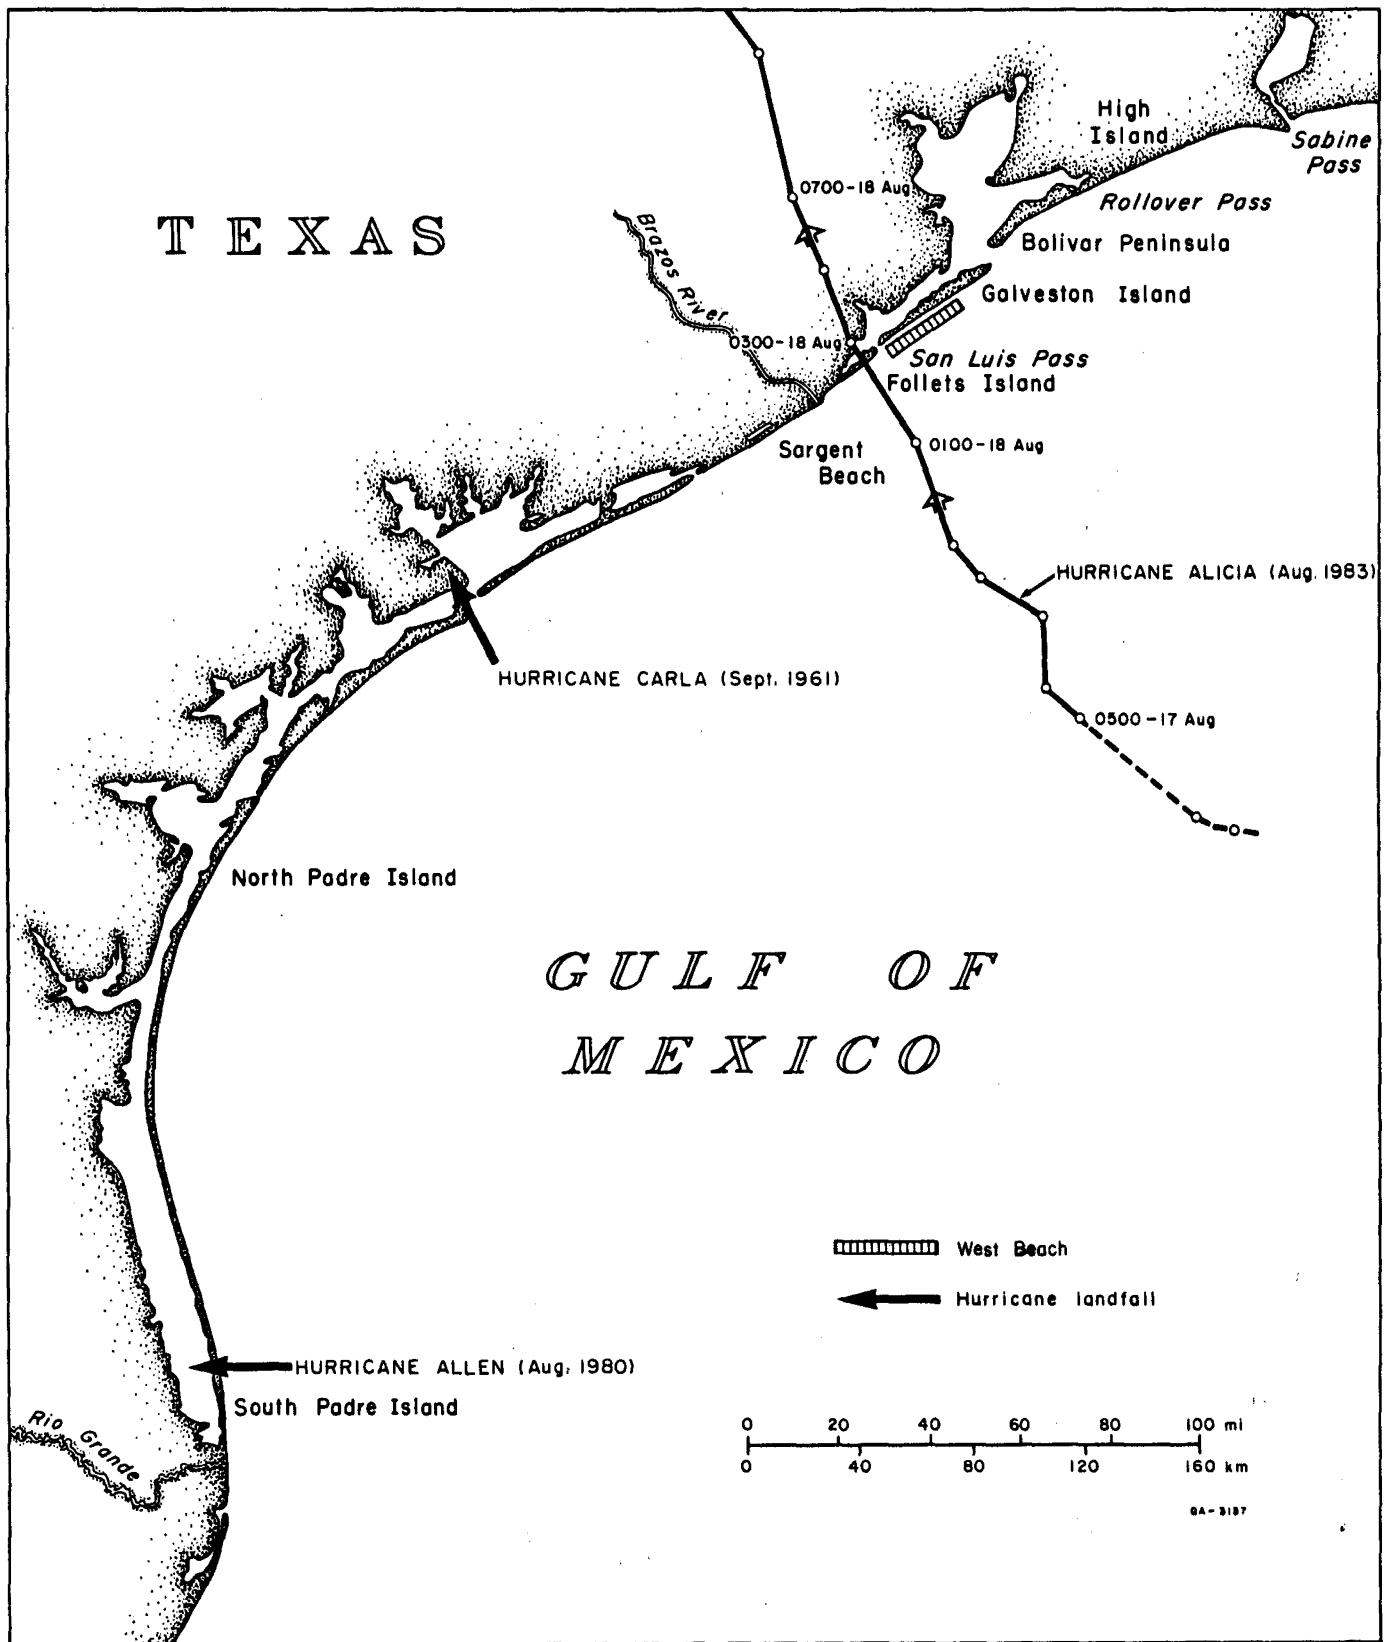 High
Island
Sabine
Pass
0700-18 Aug
Rollover Pass
TEXAS
Brazos River
Bolivar Peninsula
Galveston Island
0300-18 Aug
San Luis Pass
Follets Island
Sargent
Beach
0100-18 Aug
HURRICANE ALICIA (Aug. 1983)
HURRICANE CARLA (Sept. 1961)
0500-17 Aug
North Padre Island
GULF OF
MEXICO
West Beach
Hurricane landfall
HURRICANE ALLEN (Aug. 1980)
South Padre Island
Rio Grande
0 20 40 60 80 100 mi
0 40 80 120 160 km
QA-3137